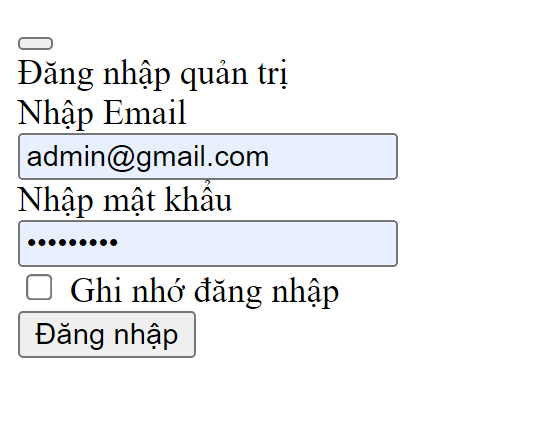 Đăng nhập quản trị
Nhập Email
admin@gmail.com
Nhập mật khẩu
•••••••••
Ghi nhớ đăng nhập
Đăng nhập